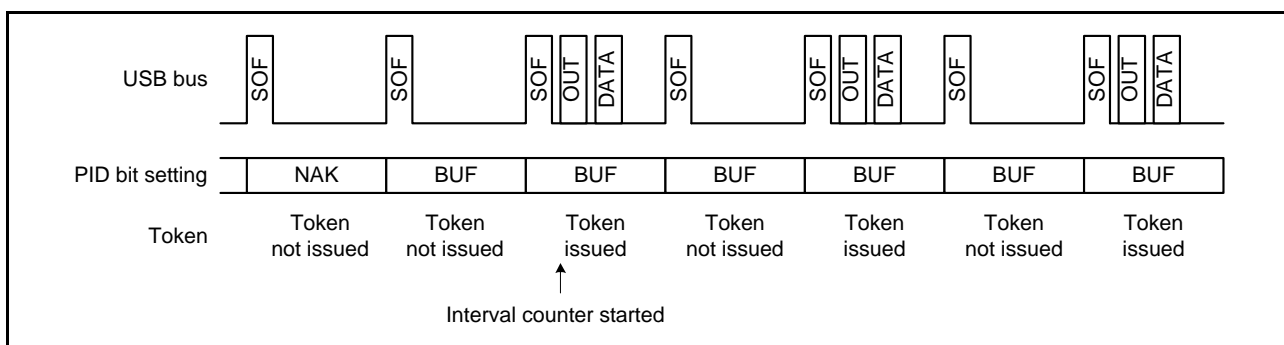 USB bus
SOF
SOF
SOF
OUT
DATA
SOF
SOF
OUT
DATA
SOF
SOF
OUT
DATA
PID bit setting
NAK
BUF
BUF
BUF
BUF
BUF
BUF
Token
Token
not issued
Token
not issued
Token
issued
Token
not issued
Token
issued
Token
not issued
Token
issued
Interval counter started